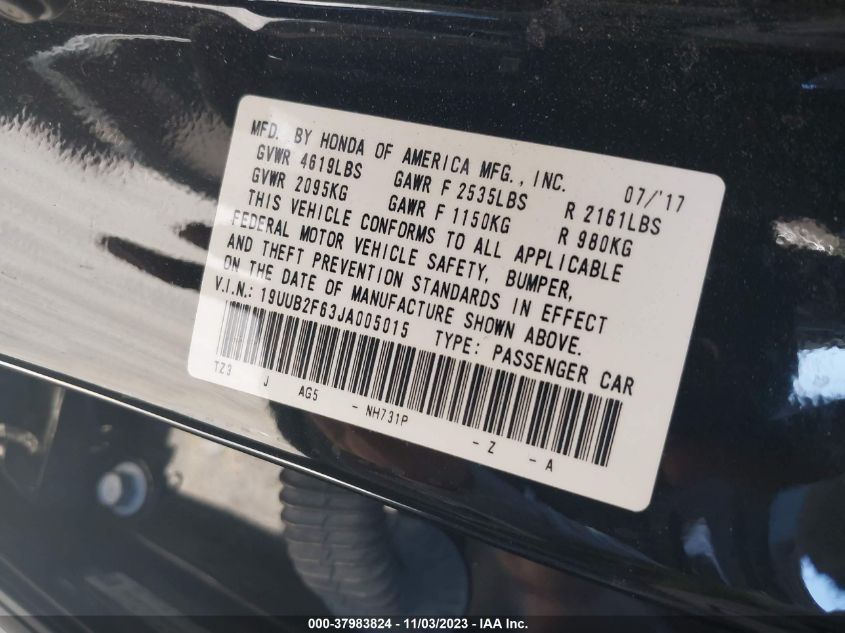 MFD. BY HONDA OF AMERICA MFG., INC. 07/'17
GVWR 4619LBS GAWR F 2535LBS R 2161LBS
GVWR 2095KG GAWR F 1150KG R 980KG
THIS VEHICLE CONFORMS TO ALL APPLICABLE
FEDERAL MOTOR VEHICLE SAFETY, BUMPER,
AND THEFT PREVENTION STANDARDS IN EFFECT
ON THE DATE OF MANUFACTURE SHOWN ABOVE.
V.I.N.: 19UUB2F63JA005015 TYPE: PASSENGER CAR
TZ3 J AG5 - NH731P - Z - A
000-37983824 - 11/03/2023 - IAA Inc.